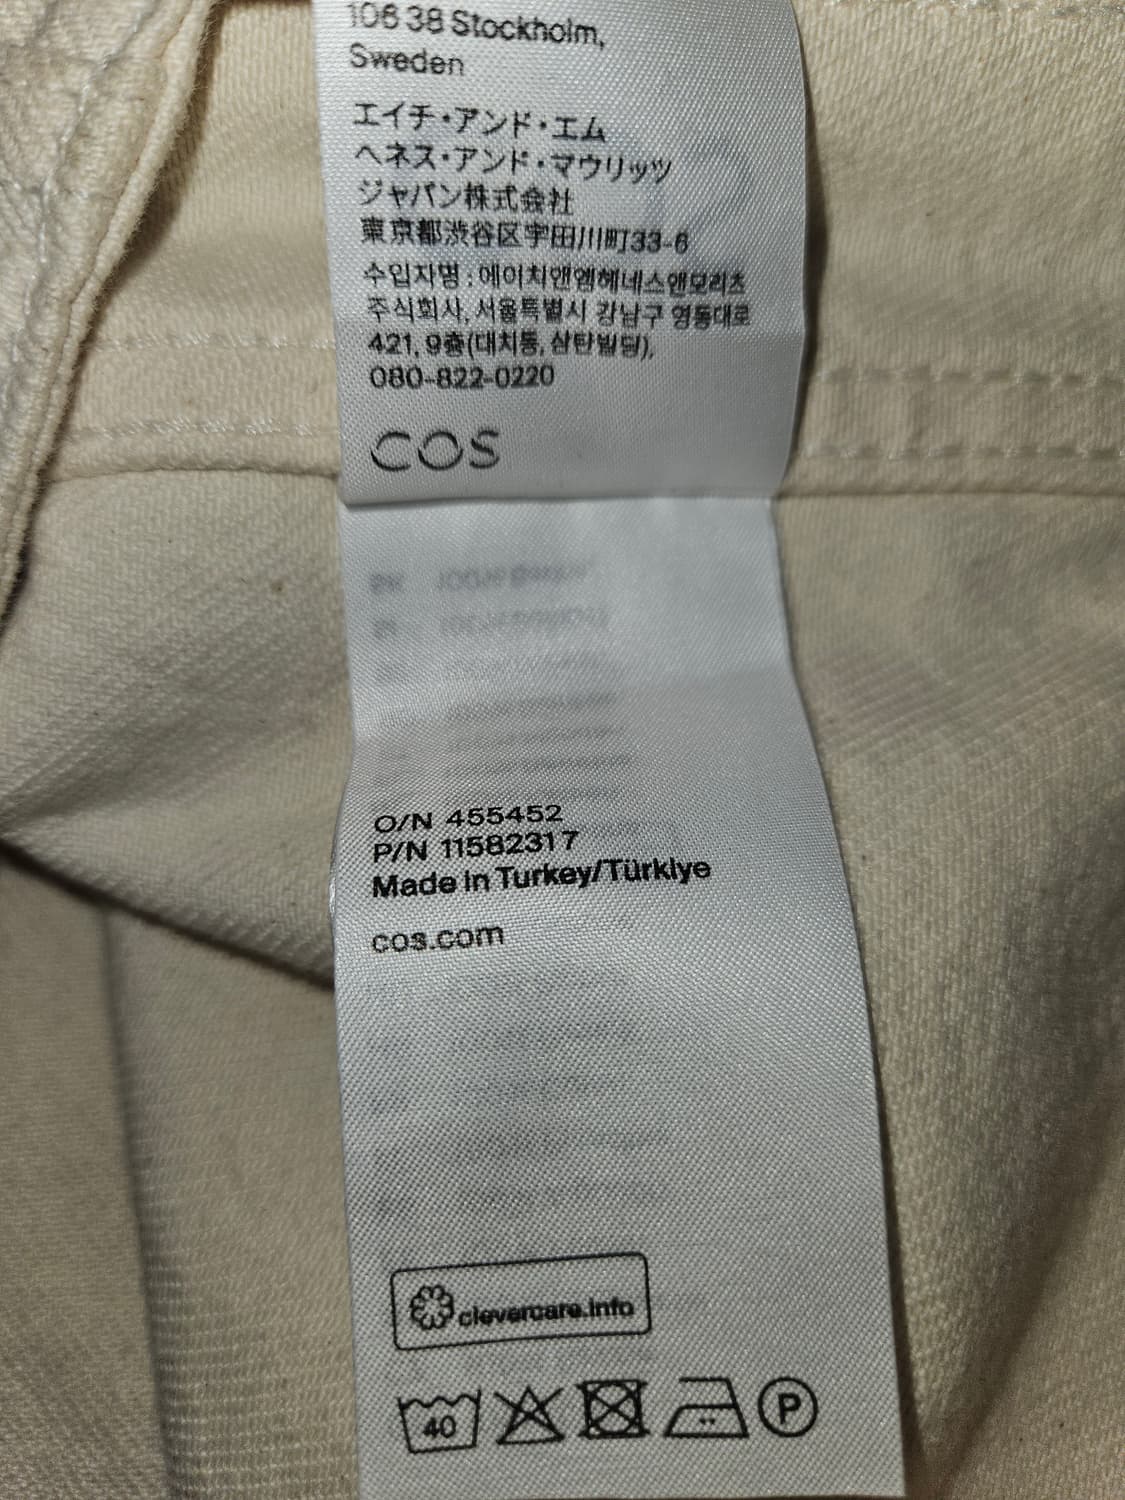 106 38 Stockholm,
Sweden
エイチ・アンド・エム
ヘネス・アンド・マウリッツ
ジャパン株式会社
東京都渋谷区宇田川町33-6
수입자명 : 에이치앤엠헤네스앤모리츠
주식회사, 서울특별시 강남구 영동대로
421, 9층(대치동, 삼탄빌딩),
080-822-0220
COS
O/N 455452
P/N 11582317
Made in Turkey/Türkiye
cos.com
clevercare.info
40
P